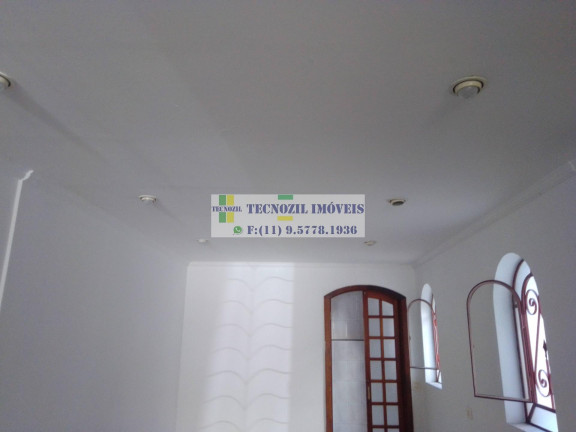 TECNOZIL TECNOZIL IMÓVEIS
F:(11) 9.5778.1936